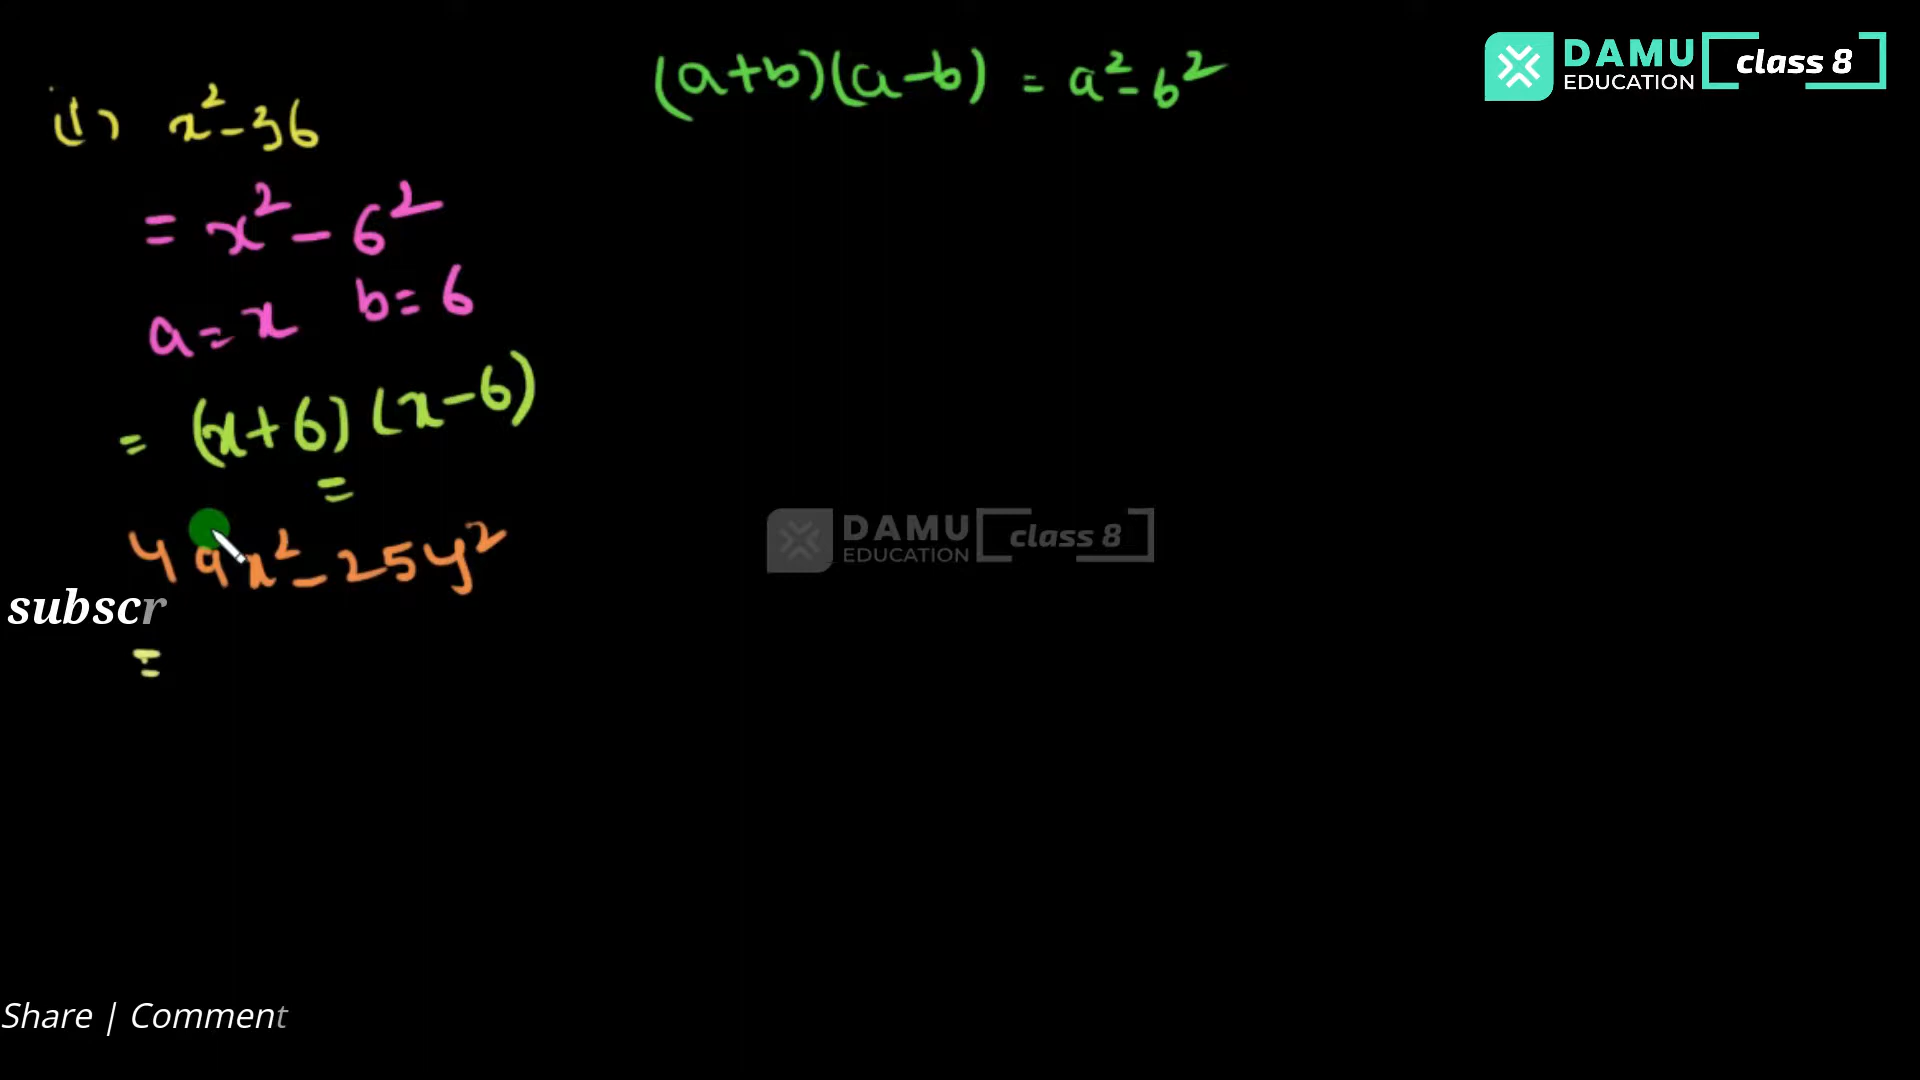 (a+b)(a-b) = a²-b²
DAMU
EDUCATION
class 8
(1) x²-36
= x² - 6²
a=x b=6
= (x+6)(x-6)
=
49x²-25y²
DAMU
EDUCATION
class 8
subscr
=
Share | Comment